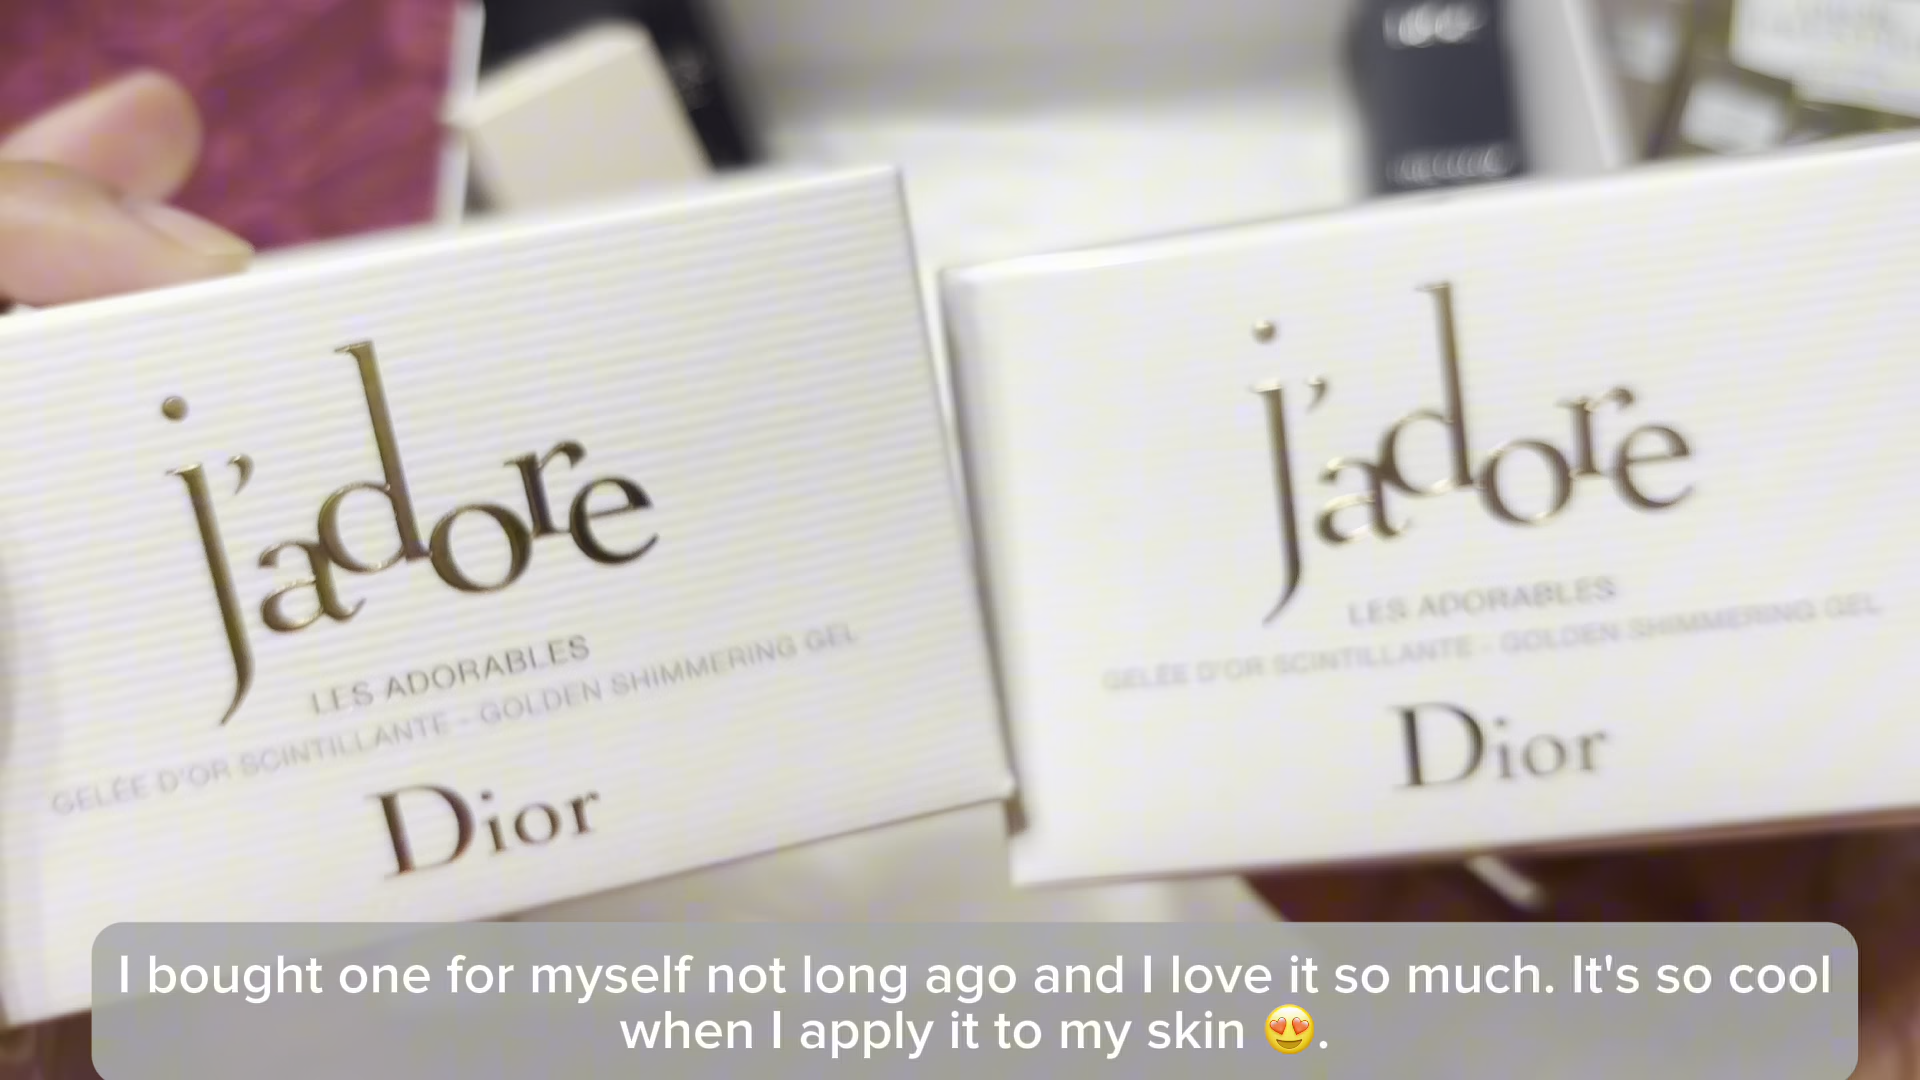 j'adore
LES ADORABLES
GELÉE D'OR SCINTILLANTE - GOLDEN SHIMMERING GEL
Dior
j'adore
LES ADORABLES
GELÉE D'OR SCINTILLANTE - GOLDEN SHIMMERING GEL
Dior
I bought one for myself not long ago and I love it so much. It's so cool
when I apply it to my skin 😍.